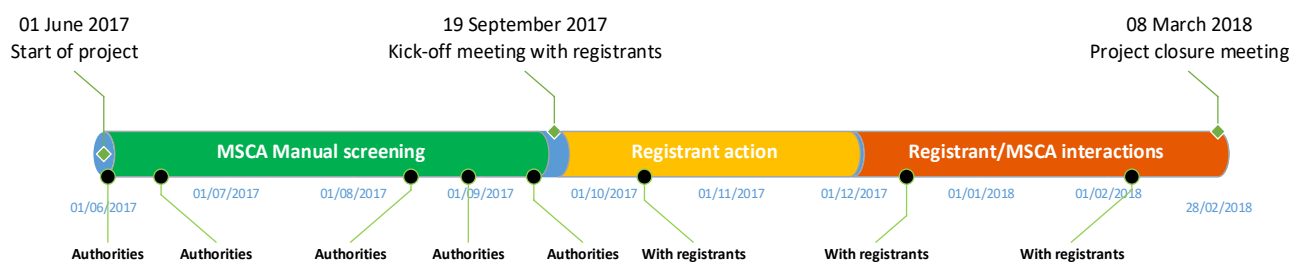 01 June 2017
Start of project
19 September 2017
Kick-off meeting with registrants
08 March 2018
Project closure meeting
MSCA Manual screening
Registrant action
Registrant/MSCA interactions
01/06/2017
01/07/2017
01/08/2017
01/09/2017
01/10/2017
01/11/2017
01/12/2017
01/01/2018
01/02/2018
28/02/2018
Authorities
Authorities
Authorities
Authorities
Authorities
With registrants
With registrants
With registrants